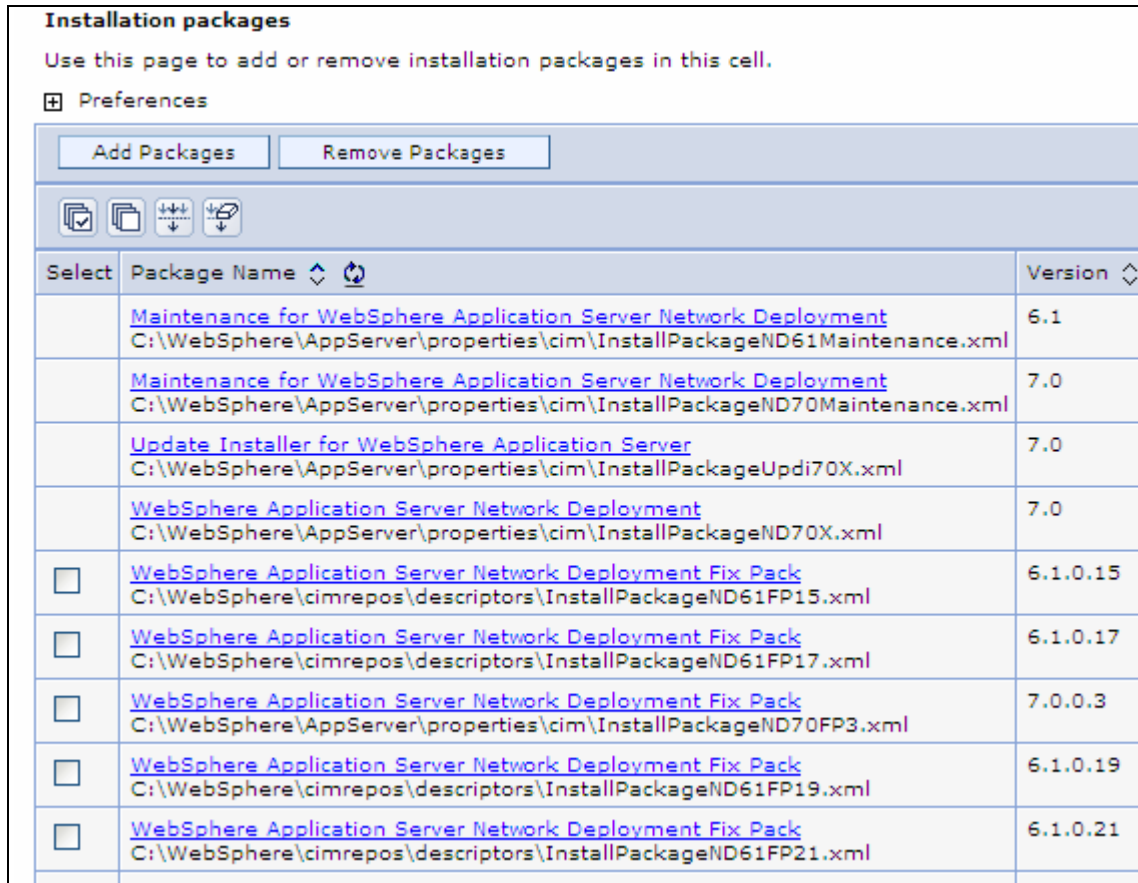 Installation packages
Use this page to add or remove installation packages in this cell.
Preferences
Add Packages Remove Packages
Select Package Name Version
Maintenance for WebSphere Application Server Network Deployment 6.1
C:\WebSphere\AppServer\properties\cim\InstallPackageND61Maintenance.xml
Maintenance for WebSphere Application Server Network Deployment 7.0
C:\WebSphere\AppServer\properties\cim\InstallPackageND70Maintenance.xml
Update Installer for WebSphere Application Server 7.0
C:\WebSphere\AppServer\properties\cim\InstallPackageUpdi70X.xml
WebSphere Application Server Network Deployment 7.0
C:\WebSphere\AppServer\properties\cim\InstallPackageND70X.xml
WebSphere Application Server Network Deployment Fix Pack 6.1.0.15
C:\WebSphere\cimrepos\descriptors\InstallPackageND61FP15.xml
WebSphere Application Server Network Deployment Fix Pack 6.1.0.17
C:\WebSphere\cimrepos\descriptors\InstallPackageND61FP17.xml
WebSphere Application Server Network Deployment Fix Pack 7.0.0.3
C:\WebSphere\AppServer\properties\cim\InstallPackageND70FP3.xml
WebSphere Application Server Network Deployment Fix Pack 6.1.0.19
C:\WebSphere\cimrepos\descriptors\InstallPackageND61FP19.xml
WebSphere Application Server Network Deployment Fix Pack 6.1.0.21
C:\WebSphere\cimrepos\descriptors\InstallPackageND61FP21.xml